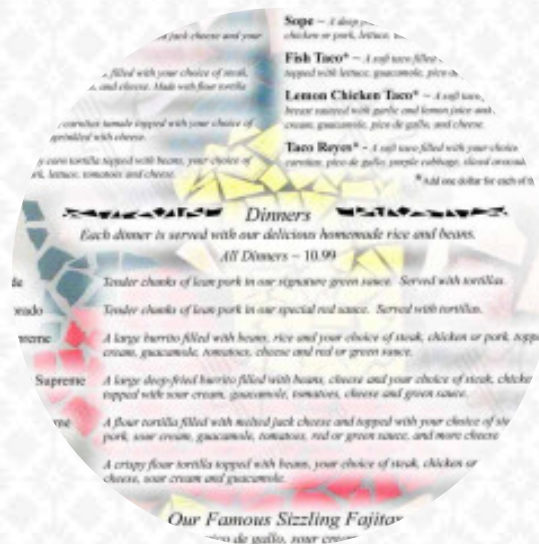 Sope ~ A deep
jack cheese and your
chicken or pork, lettuce,
Fish Taco* ~ A soft taco filled
filled with your choice of steak,
topped with lettuce, guacamole, pico
and cheese. Made with flour tortilla
Lemon Chicken Taco* ~ A soft taco,
breast sauteed with garlic and lemon juice and
carnitas tamale topped with your choice of
cream, guacamole, pico de gallo, and cheese.
sprinkled with cheese.
Taco Reyes* ~ A soft taco filled with your choice
corn tortilla topped with beans, your choice of
carnitas, pico de gallo, purple cabbage, sliced
lettuce, tomatoes and cheese.
*Add one dollar for each of
Dinners
Each dinner is served with our delicious homemade rice and beans.
All Dinners ~ 10.99
Tender chunks of lean pork in our signature green sauce. Served with tortillas.
Tender chunks of lean pork in our special red sauce. Served with tortillas.
A large burrito filled with beans, rice and your choice of steak, chicken or pork, topp
cream, guacamole, tomatoes, cheese and red or green sauce.
Supreme A large deep-fried burrito filled with beans, cheese and your choice of steak, chicke
topped with sour cream, guacamole, tomatoes, cheese and green sauce.
A flour tortilla filled with melted jack cheese and topped with your choice of
pork, sour cream, guacamole, tomatoes, red or green sauce, and more cheese
A crispy flour tortilla topped with beans, your choice of steak, chicken or
cheese, sour cream and guacamole.
Our Famous Sizzling Fajitas
de gallo, sour cream